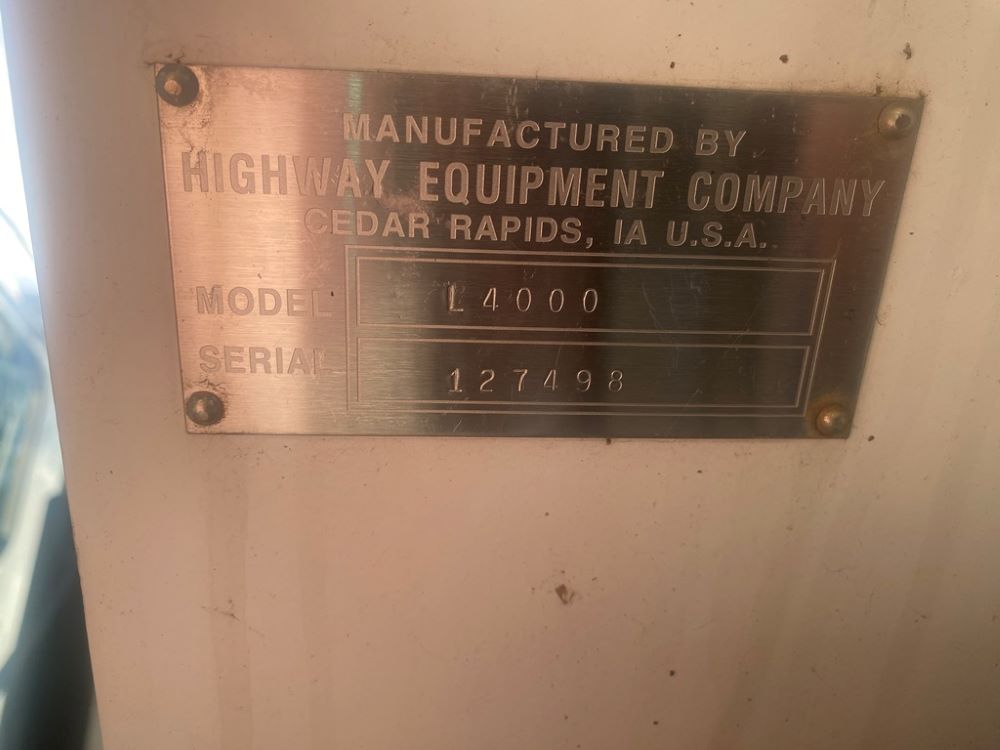 MANUFACTURED BY
HIGHWAY EQUIPMENT COMPANY
CEDAR RAPIDS, IA U.S.A.
MODEL L4000
SERIAL 127498